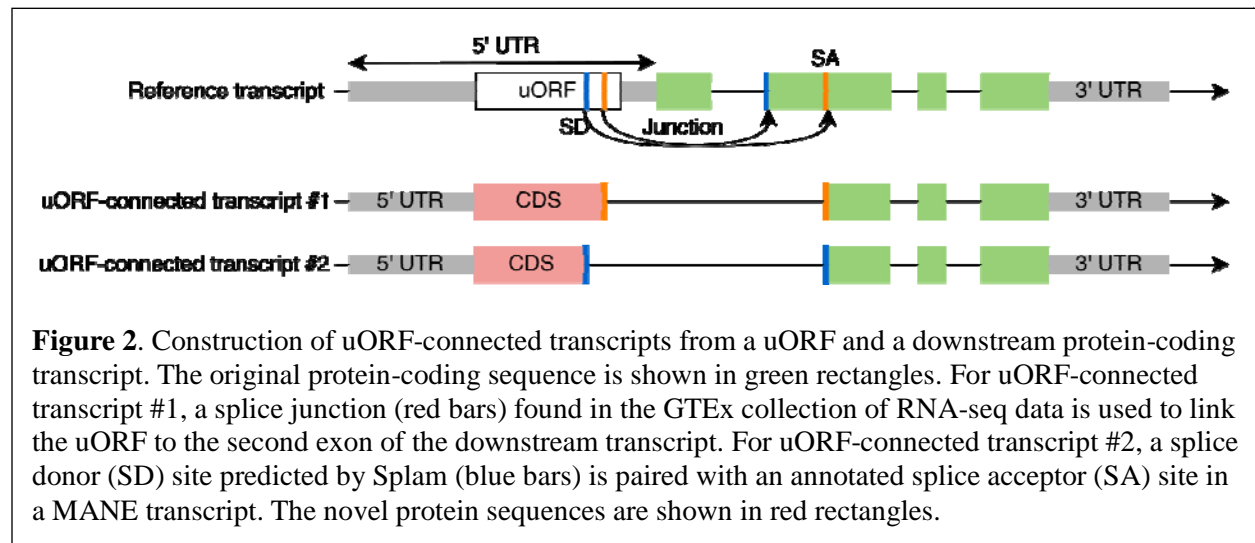 5' UTR
SA
Reference transcript
uORF
3' UTR
SD
Junction
uORF-connected transcript #1
5' UTR
CDS
3' UTR
uORF-connected transcript #2
5' UTR
CDS
3' UTR
Figure 2. Construction of uORF-connected transcripts from a uORF and a downstream protein-coding
transcript. The original protein-coding sequence is shown in green rectangles. For uORF-connected
transcript #1, a splice junction (red bars) found in the GTEx collection of RNA-seq data is used to link
the uORF to the second exon of the downstream transcript. For uORF-connected transcript #2, a splice
donor (SD) site predicted by Splam (blue bars) is paired with an annotated splice acceptor (SA) site in
a MANE transcript. The novel protein sequences are shown in red rectangles.